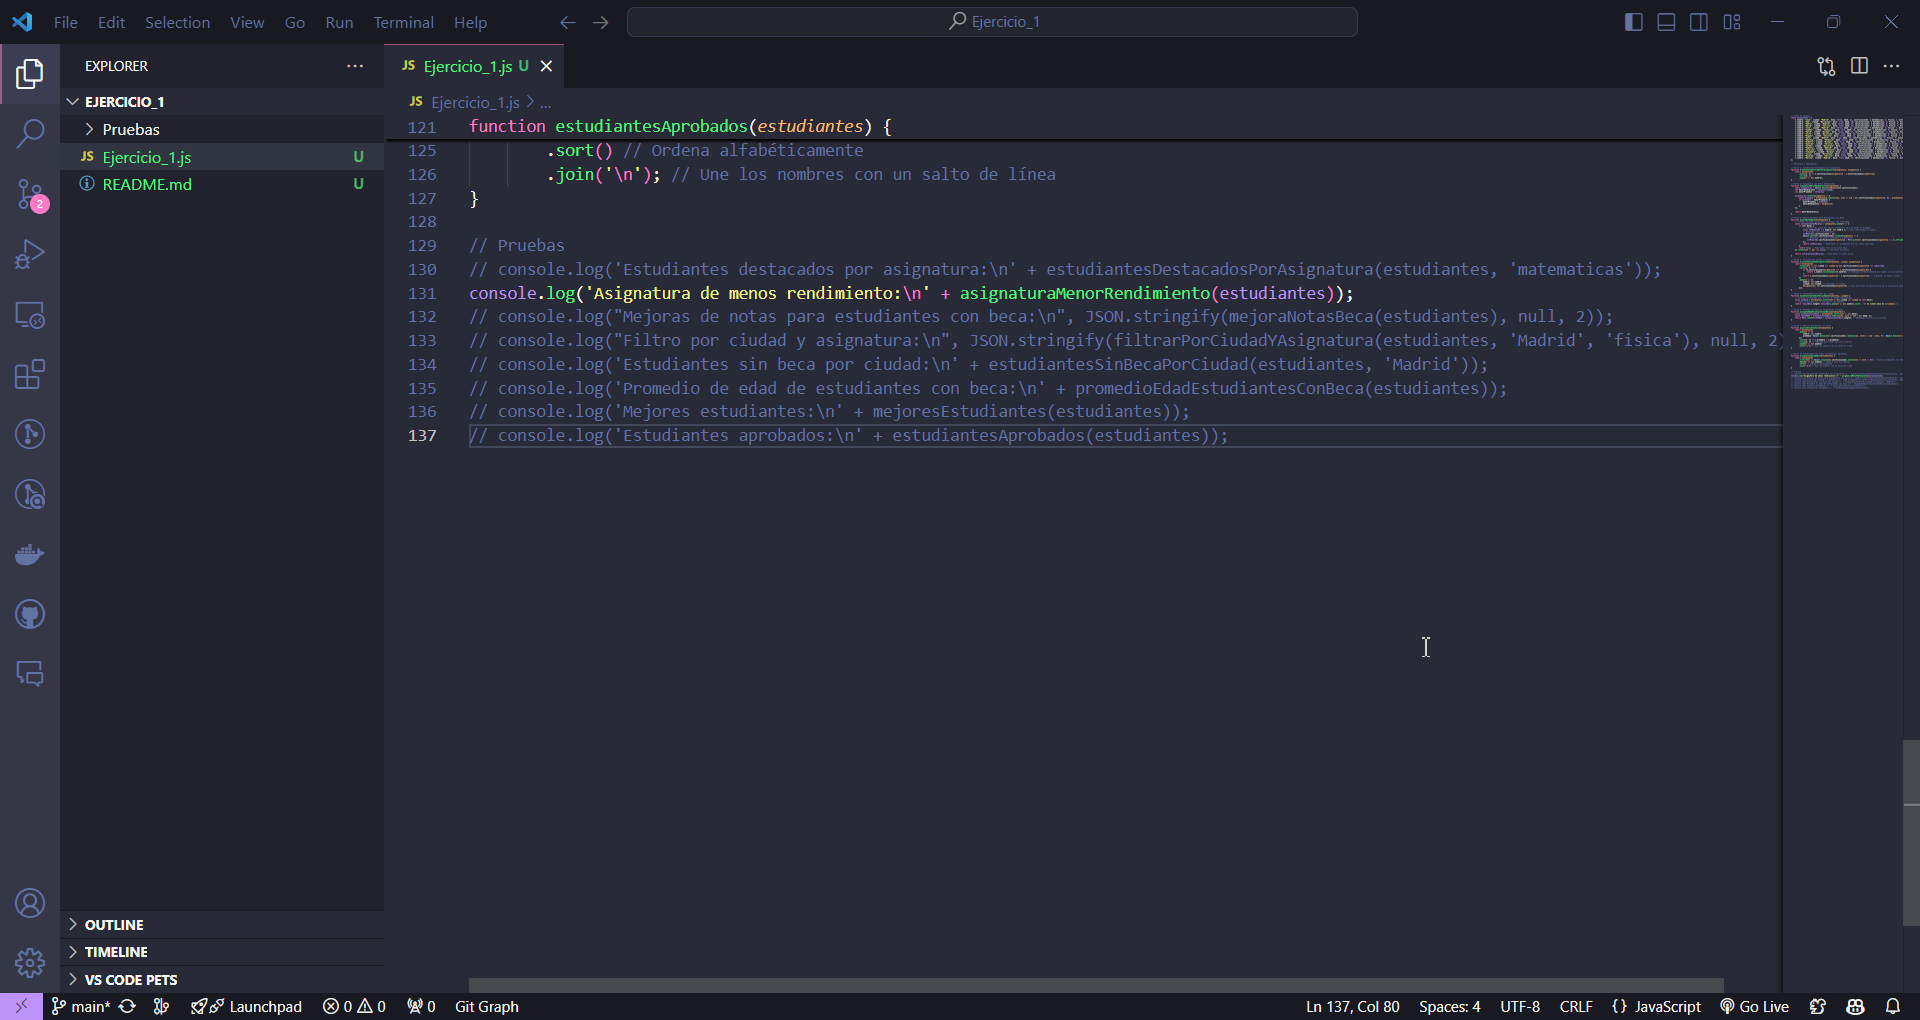 File Edit Selection View Go Run Terminal Help
Ejercicio_1
EXPLORER
EJERCICIO_1
Pruebas
JS Ejercicio_1.js U
README.md U
OUTLINE
TIMELINE
VS CODE PETS
JS Ejercicio_1.js U
JS Ejercicio_1.js > ...
121 function estudiantesAprobados(estudiantes) {
125 .sort() // Ordena alfabéticamente
126 .join('\n'); // Une los nombres con un salto de línea
127 }
128
129 // Pruebas
130 // console.log('Estudiantes destacados por asignatura:\n' + estudiantesDestacadosPorAsignatura(estudiantes, 'matematicas'));
131 console.log('Asignatura de menos rendimiento:\n' + asignaturaMenorRendimiento(estudiantes));
132 // console.log("Mejoras de notas para estudiantes con beca:\n", JSON.stringify(mejoraNotasBeca(estudiantes), null, 2));
133 // console.log("Filtro por ciudad y asignatura:\n", JSON.stringify(filtrarPorCiudadYAsignatura(estudiantes, 'Madrid', 'fisica'), null, 2)
134 // console.log('Estudiantes sin beca por ciudad:\n' + estudiantesSinBecaPorCiudad(estudiantes, 'Madrid'));
135 // console.log('Promedio de edad de estudiantes con beca:\n' + promedioEdadEstudiantesConBeca(estudiantes));
136 // console.log('Mejores estudiantes:\n' + mejoresEstudiantes(estudiantes));
137 // console.log('Estudiantes aprobados:\n' + estudiantesAprobados(estudiantes));
2
main* Launchpad 0 0 0 Git Graph
Ln 137, Col 80 Spaces: 4 UTF-8 CRLF {} JavaScript Go Live